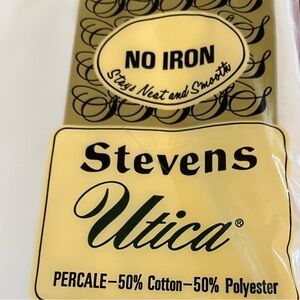 NO IRON
Stays Neat and Smooth
Stevens
Utica®
PERCALE—50% Cotton—50% Polyester